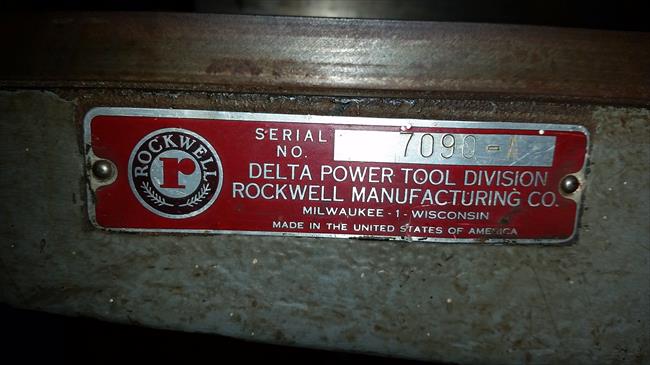 ROCKWELL
r
SERIAL NO. 7090-A
DELTA POWER TOOL DIVISION
ROCKWELL MANUFACTURING CO.
MILWAUKEE - 1 - WISCONSIN
MADE IN THE UNITED STATES OF AMERICA